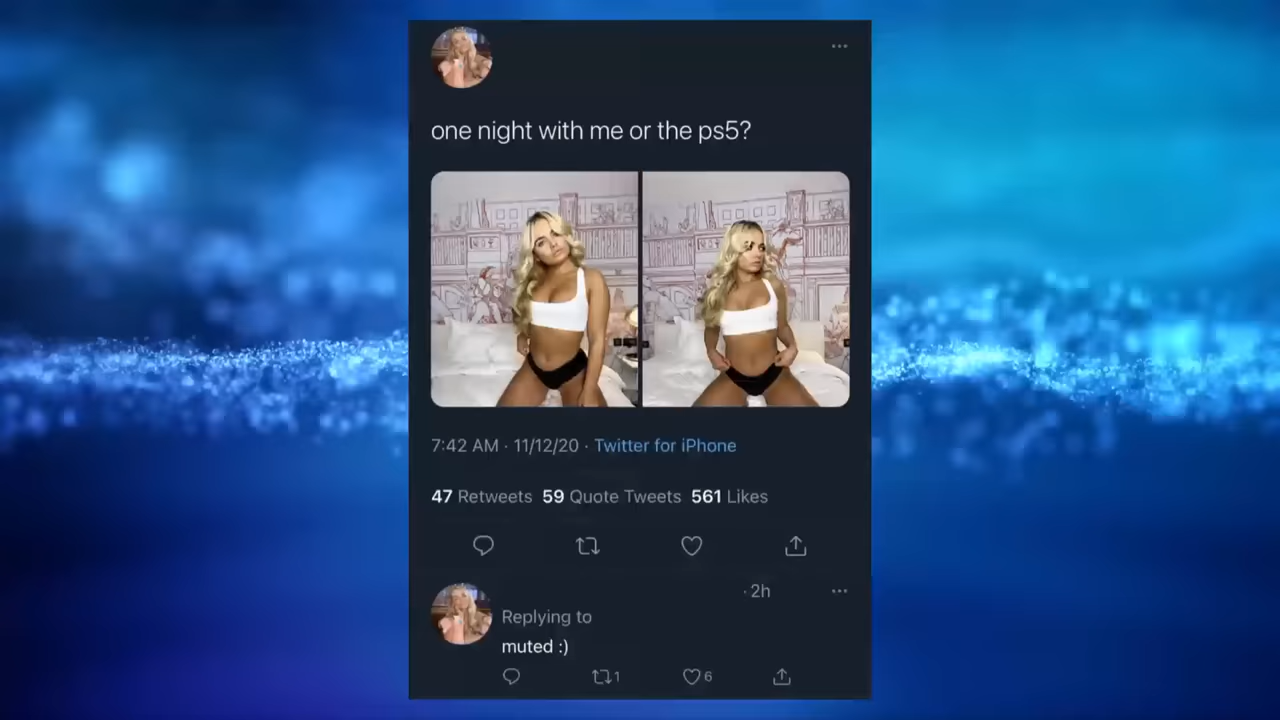 one night with me or the ps5?
7:42 AM · 11/12/20 · Twitter for iPhone
47 Retweets 59 Quote Tweets 561 Likes
· 2h
Replying to
muted :)
1 6